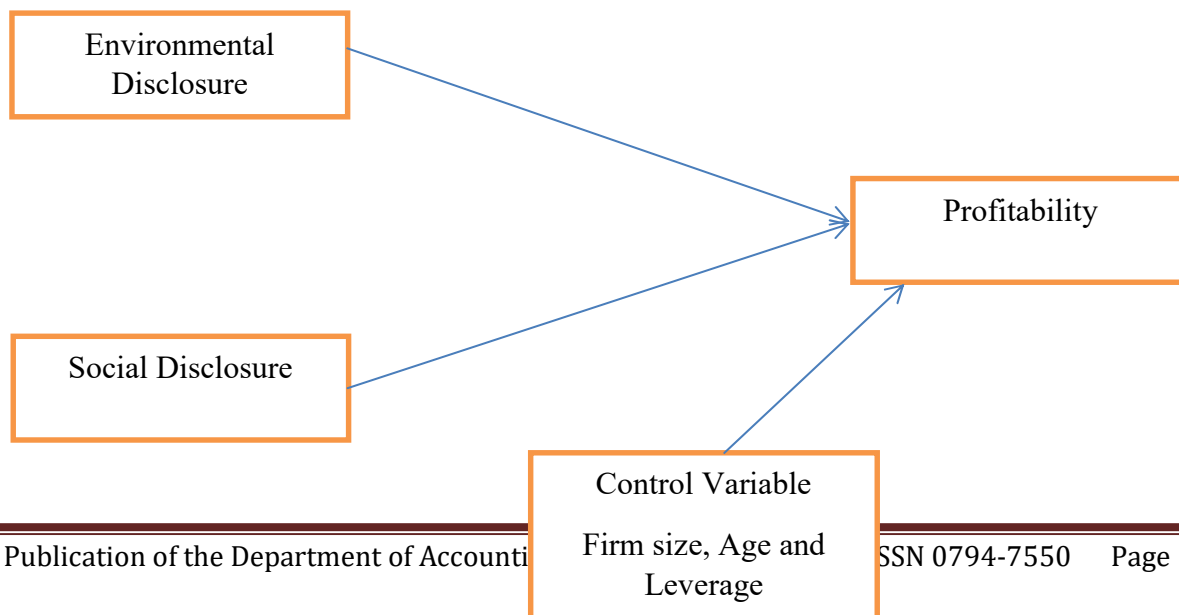 Environmental
Disclosure
Profitability
Social Disclosure
Control Variable
Firm size, Age and
Leverage
Publication of the Department of Accounti
SSN 0794-7550 Page